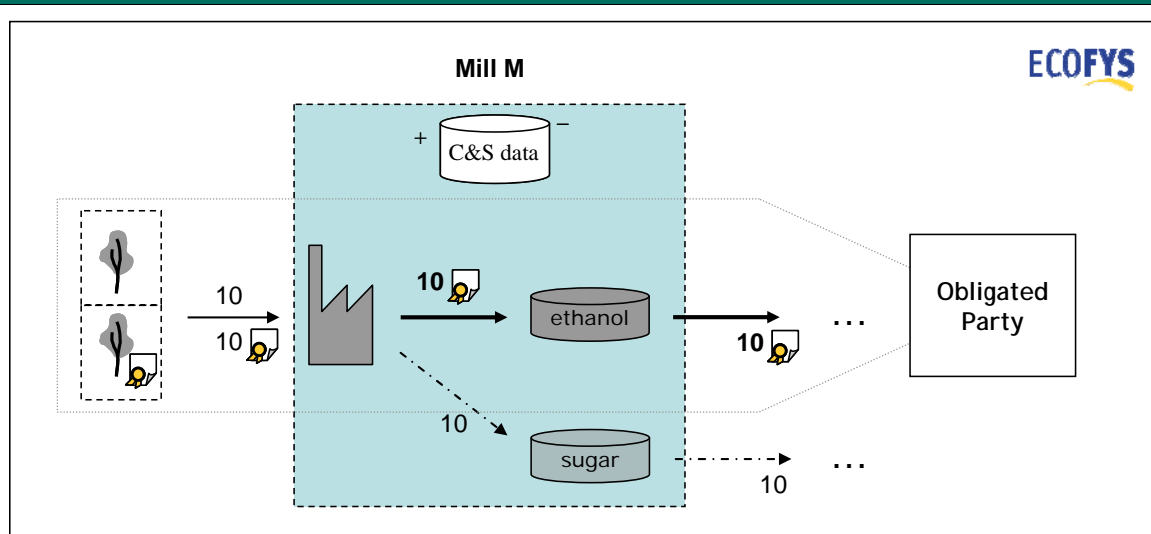 ECOFYS
Mill M
+
–
C&S data
10
10
10
ethanol
10
...
Obligated
Party
10
sugar
10
...